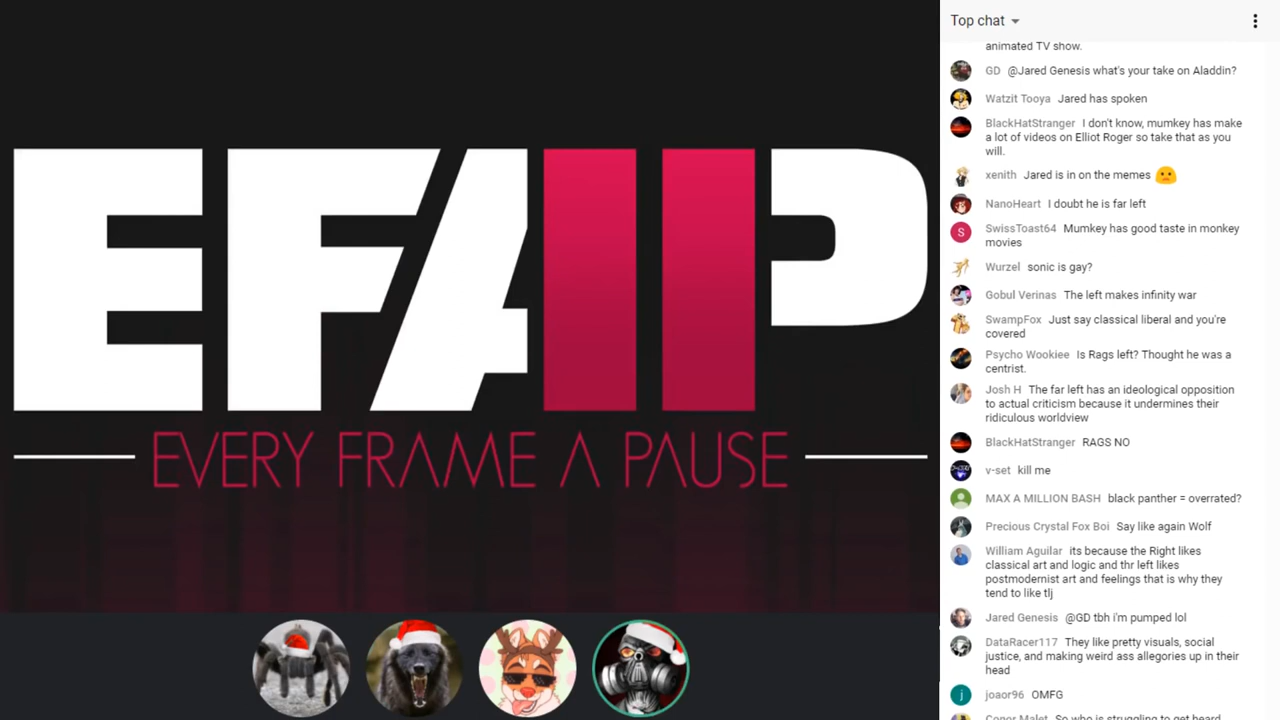 EFAP
EVERY FRAME A PAUSE
Top chat
animated TV show.
GD @Jared Genesis what's your take on Aladdin?
Watzit Tooya Jared has spoken
BlackHatStranger I don't know, mumkey has make
a lot of videos on Elliot Roger so take that as you
will.
xenith Jared is in on the memes
NanoHeart I doubt he is far left
S
SwissToast64 Mumkey has good taste in monkey
movies
Wurzel sonic is gay?
Gobul Verinas The left makes infinity war
SwampFox Just say classical liberal and you're
covered
Psycho Wookiee Is Rags left? Thought he was a
centrist.
Josh H The far left has an ideological opposition
to actual criticism because it undermines their
ridiculous worldview
BlackHatStranger RAGS NO
v-set kill me
MAX A MILLION BASH black panther = overrated?
Precious Crystal Fox Boi Say like again Wolf
William Aguilar its because the Right likes
classical art and logic and thr left likes
postmodernist art and feelings that is why they
tend to like tlj
Jared Genesis @GD tbh i'm pumped lol
DataRacer117 They like pretty visuals, social
justice, and making weird ass allegories up in their
head
j
joaor96 OMFG
Conor Malet So who is struggling to get heard